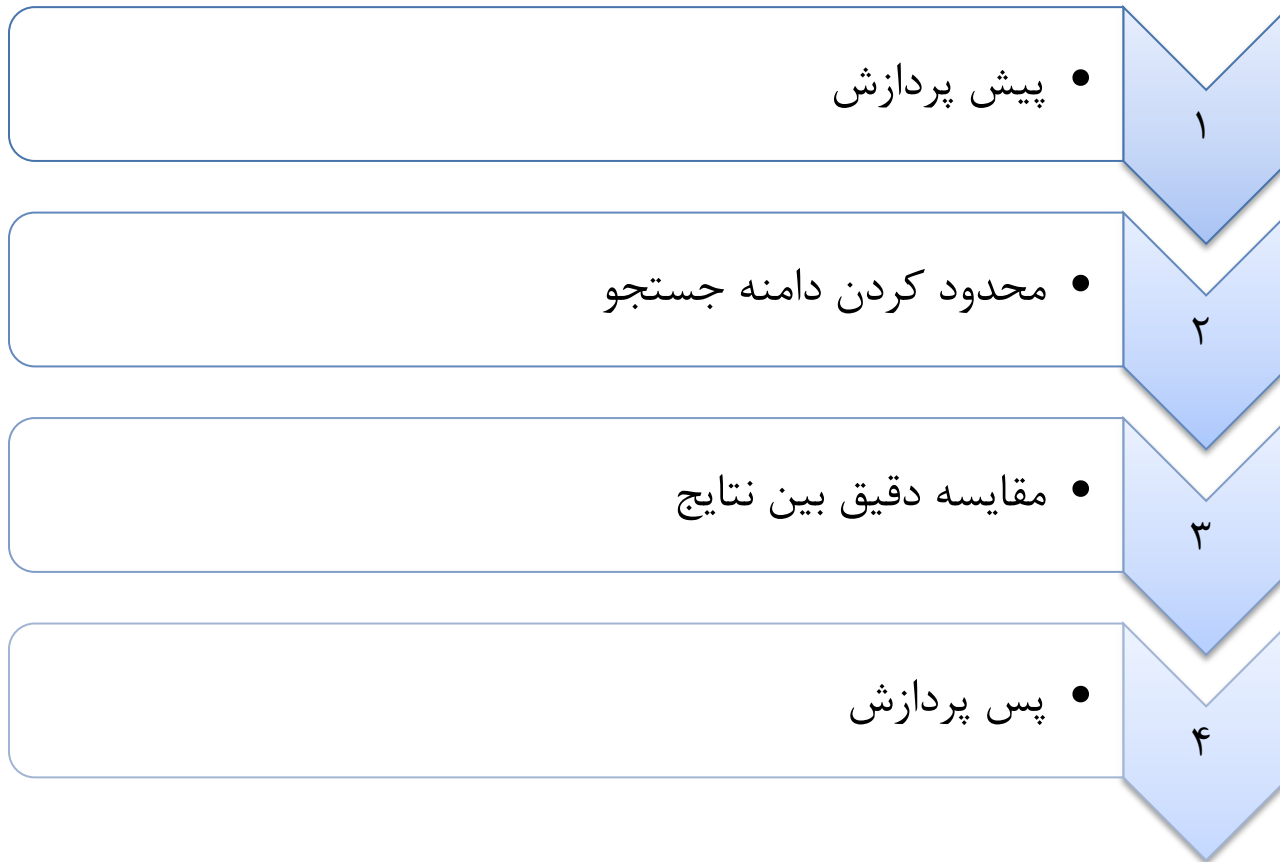 ۱
• پیش پردازش
۲
• محدود کردن دامنه جستجو
۳
• مقایسه دقیق بین نتایج
۴
• پس پردازش